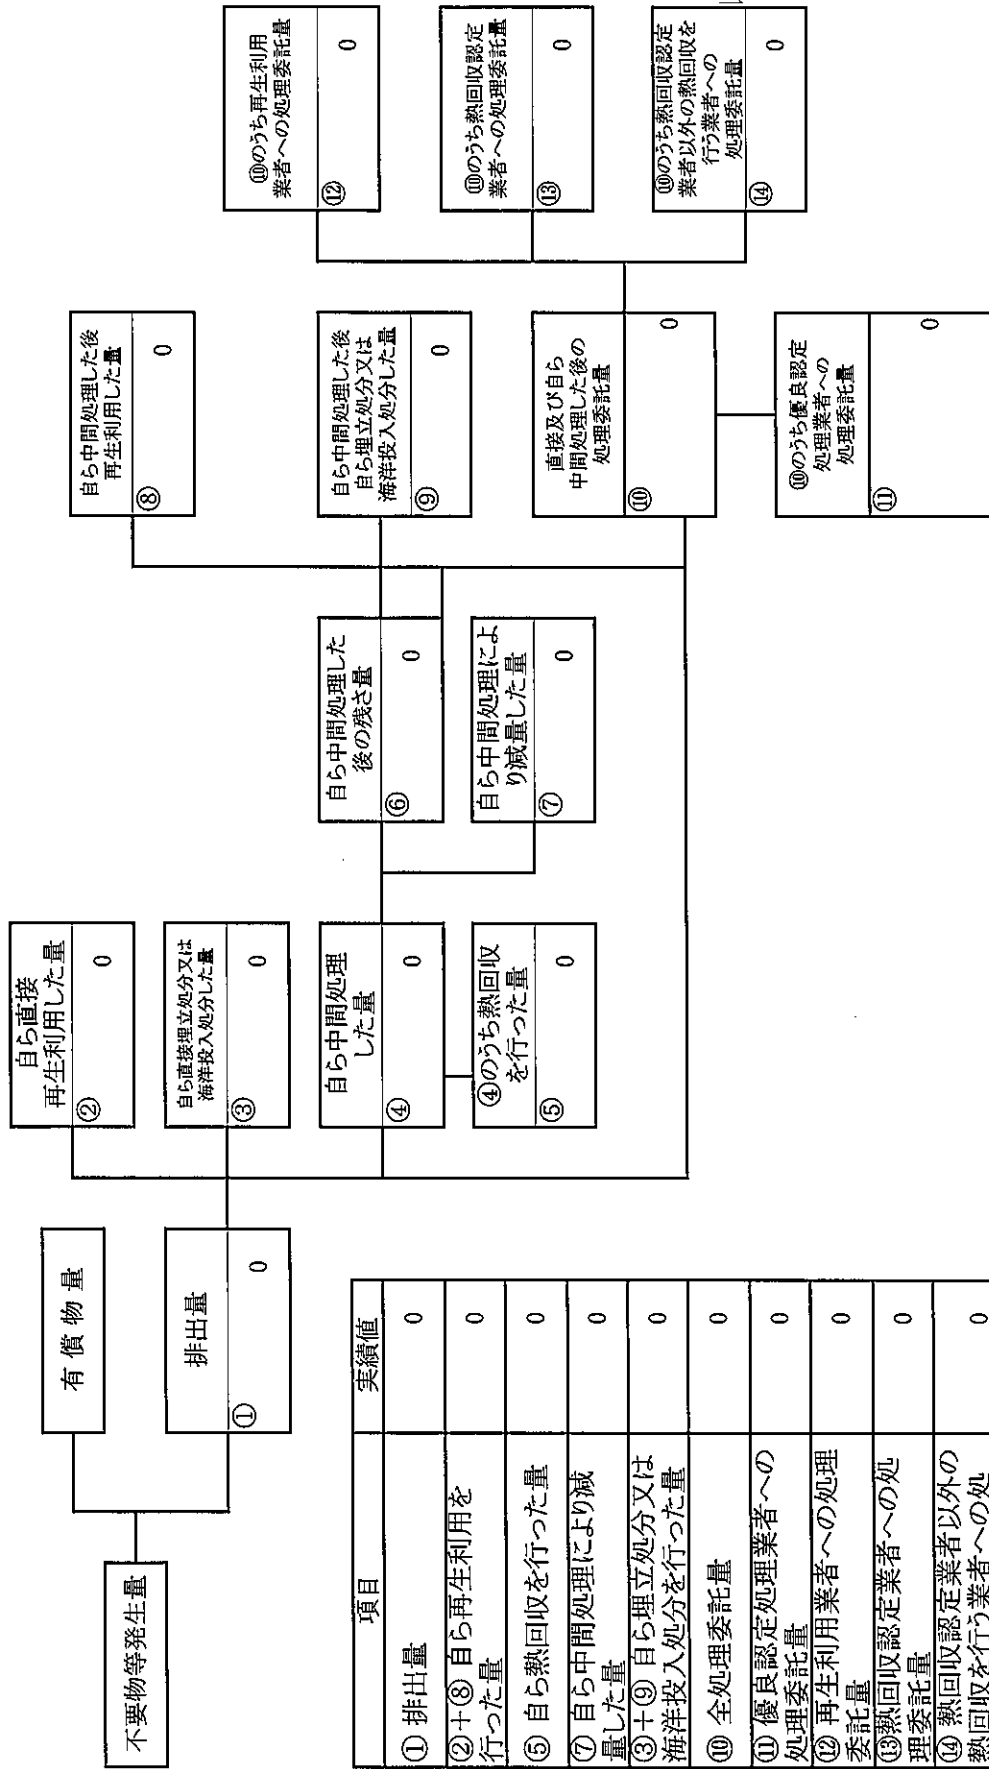 不要物等発生量
有償物量
排出量
① 0
自ら直接
再生利用した量
② 0
自ら直接埋立処分又は
海洋投入処分した量
③ 0
自ら中間処理
した量
④ 0
④のうち熱回収
を行った量
⑤ 0
自ら中間処理した
後の残さ量
⑥ 0
自ら中間処理によ
り減量した量
⑦ 0
自ら中間処理した後
再生利用した量
⑧ 0
自ら中間処理した後
自ら埋立処分又は
海洋投入処分した量
⑨ 0
直接及び自ら
中間処理した後の
処理委託量
⑩ 0
⑩のうち優良認定
処理業者への
処理委託量
⑪ 0
⑩のうち再生利用
業者への処理委託量
⑫ 0
⑩のうち熱回収認定
業者への処理委託量
⑬ 0
⑩のうち熱回収認定
業者以外の熱回収を
行う業者への
処理委託量
⑭ 0
項目 実績値
① 排出量 0
②+⑧ 自ら再生利用を
行った量 0
⑤ 自ら熱回収を行った量 0
⑦ 自ら中間処理により減
量した量 0
③+⑨ 自ら埋立処分又は
海洋投入処分を行った量 0
⑩ 全処理委託量 0
⑪ 優良認定処理業者への
処理委託量 0
⑫ 再生利用業者への処理
委託量 0
⑬熱回収認定業者への処
理委託量 0
⑭ 熱回収認定業者以外の
熱回収を行う業者への処 0